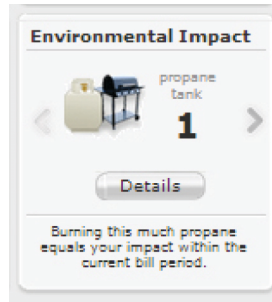 Environmental Impact
propane
tank
1
Details
Burning this much propane
equals your impact within the
current bill period.